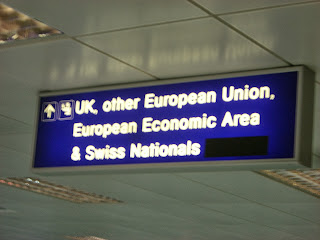 UK, other European Union,
European Economic Area
& Swiss Nationals